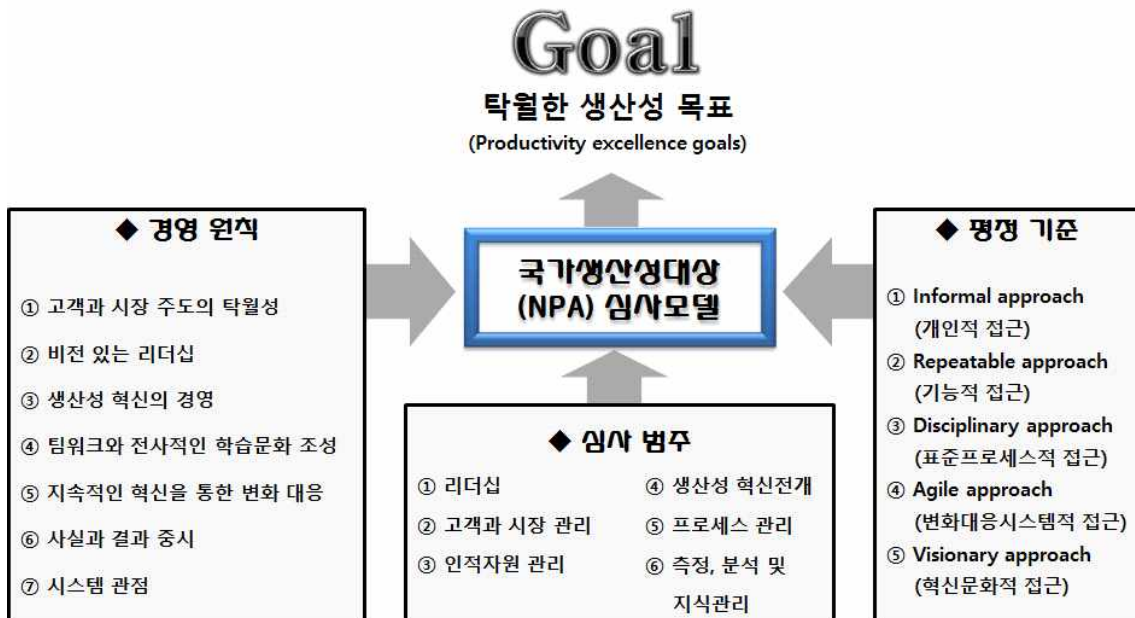 Goal
탁월한 생산성 목표
(Productivity excellence goals)
◆ 경영 원칙
① 고객과 시장 주도의 탁월성
② 비전 있는 리더십
③ 생산성 혁신의 경영
④ 팀워크와 전사적인 학습문화 조성
⑤ 지속적인 혁신을 통한 변화 대응
⑥ 사실과 결과 중시
⑦ 시스템 관점
국가생산성대상
(NPA) 심사모델
◆ 심사 범주
① 리더십
② 고객과 시장 관리
③ 인적자원 관리
④ 생산성 혁신전개
⑤ 프로세스 관리
⑥ 측정, 분석 및
지식관리
◆ 평정 기준
① Informal approach
(개인적 접근)
② Repeatable approach
(기능적 접근)
③ Disciplinary approach
(표준프로세스적 접근)
④ Agile approach
(변화대응시스템적 접근)
⑤ Visionary approach
(혁신문화적 접근)